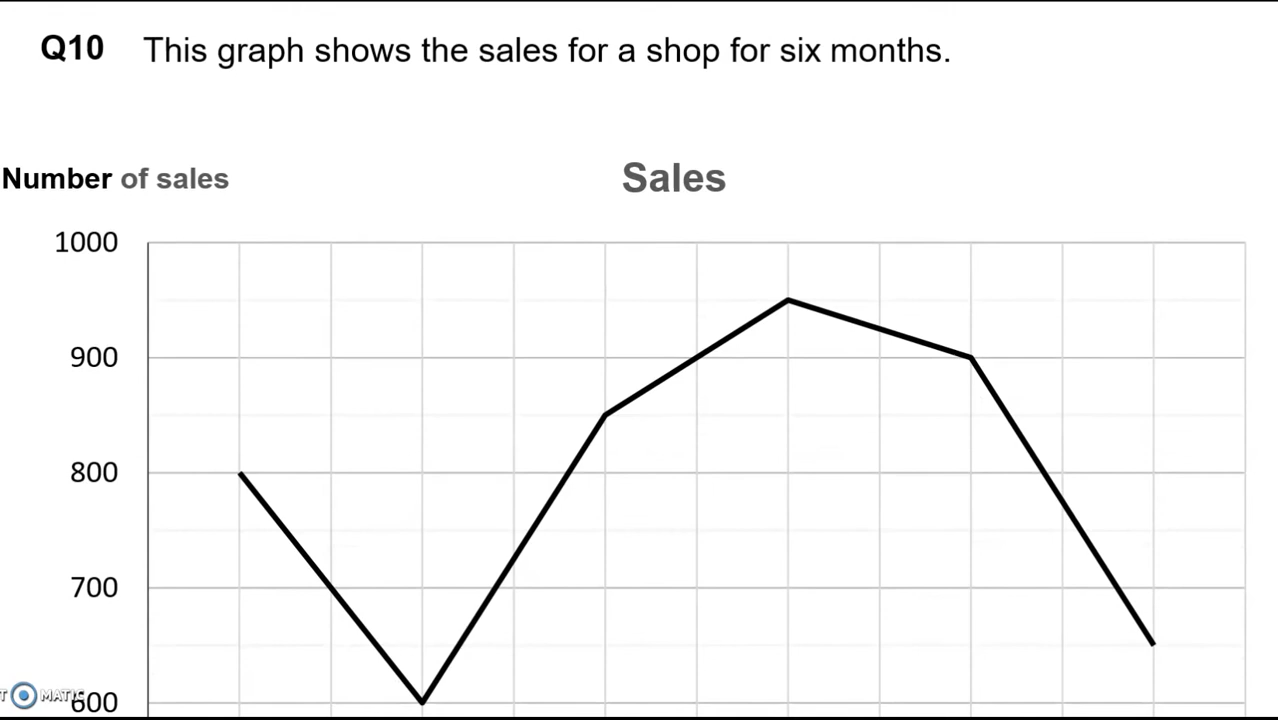 Q10 This graph shows the sales for a shop for six months.
Number of sales
Sales
1000
900
800
700
600